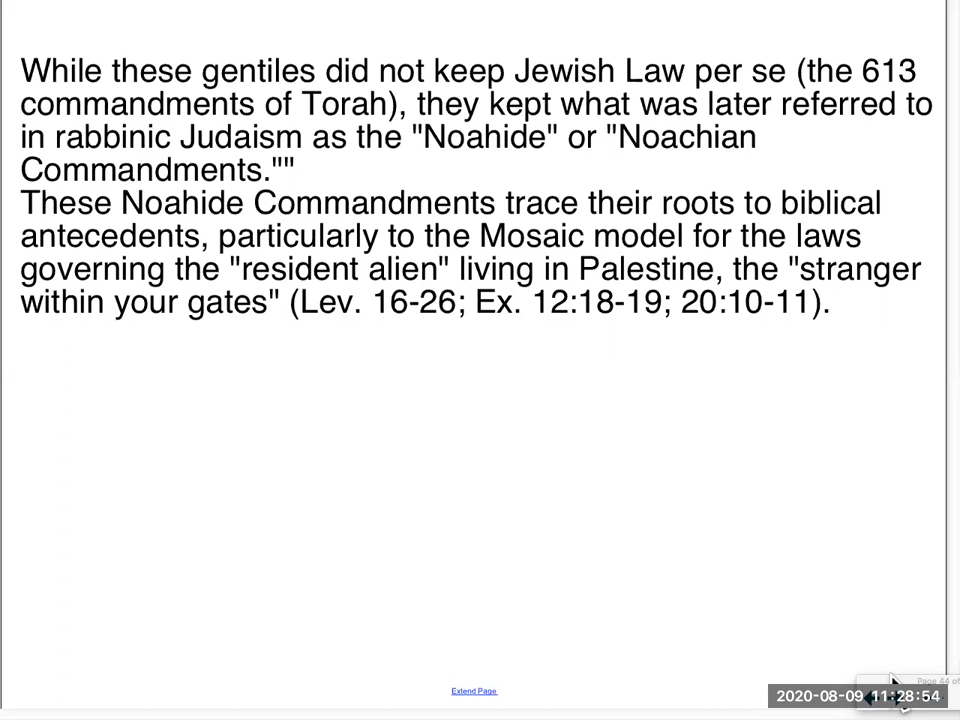 While these gentiles did not keep Jewish Law per se (the 613
commandments of Torah), they kept what was later referred to
in rabbinic Judaism as the "Noahide" or "Noachian
Commandments.""
These Noahide Commandments trace their roots to biblical
antecedents, particularly to the Mosaic model for the laws
governing the "resident alien" living in Palestine, the "stranger
within your gates" (Lev. 16-26; Ex. 12:18-19; 20:10-11).
Page 44 of
Extend Page
2020-08-09 11:28:54